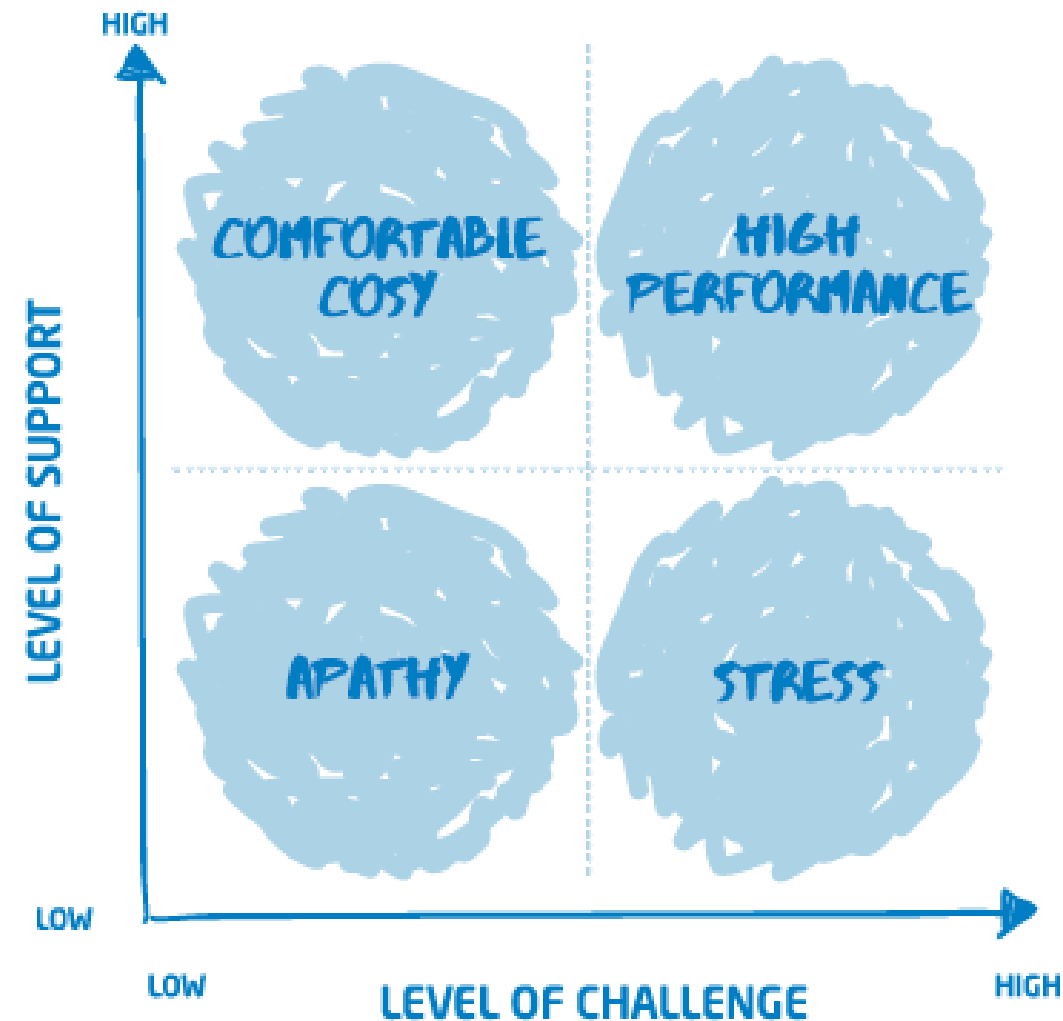 HIGH
COMFORTABLE
COSY
HIGH
PERFORMANCE
LEVEL OF SUPPORT
APATHY
STRESS
LOW
LOW
LEVEL OF CHALLENGE
HIGH